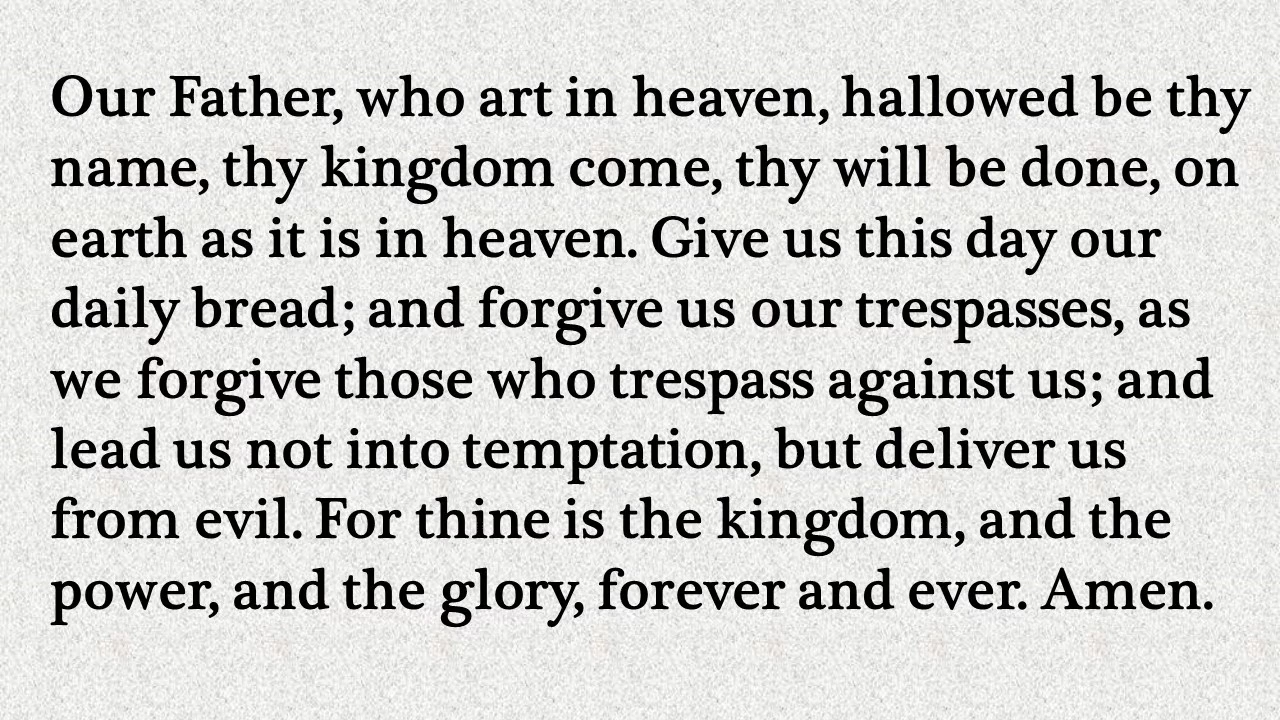 Our Father, who art in heaven, hallowed be thy
name, thy kingdom come, thy will be done, on
earth as it is in heaven. Give us this day our
daily bread; and forgive us our trespasses, as
we forgive those who trespass against us; and
lead us not into temptation, but deliver us
from evil. For thine is the kingdom, and the
power, and the glory, forever and ever. Amen.